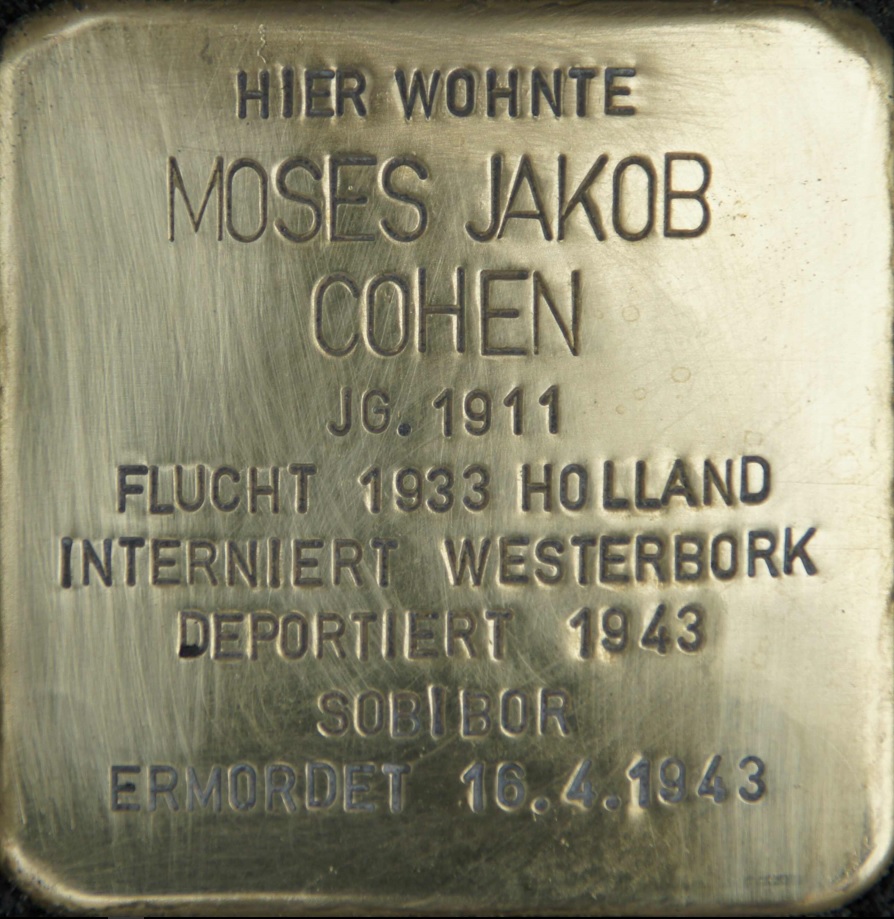 HIER WOHNTE
MOSES JAKOB
COHEN
JG. 1911
FLUCHT 1933 HOLLAND
INTERNIERT WESTERBORK
DEPORTIERT 1943
SOBIBOR
ERMORDET 16.4.1943